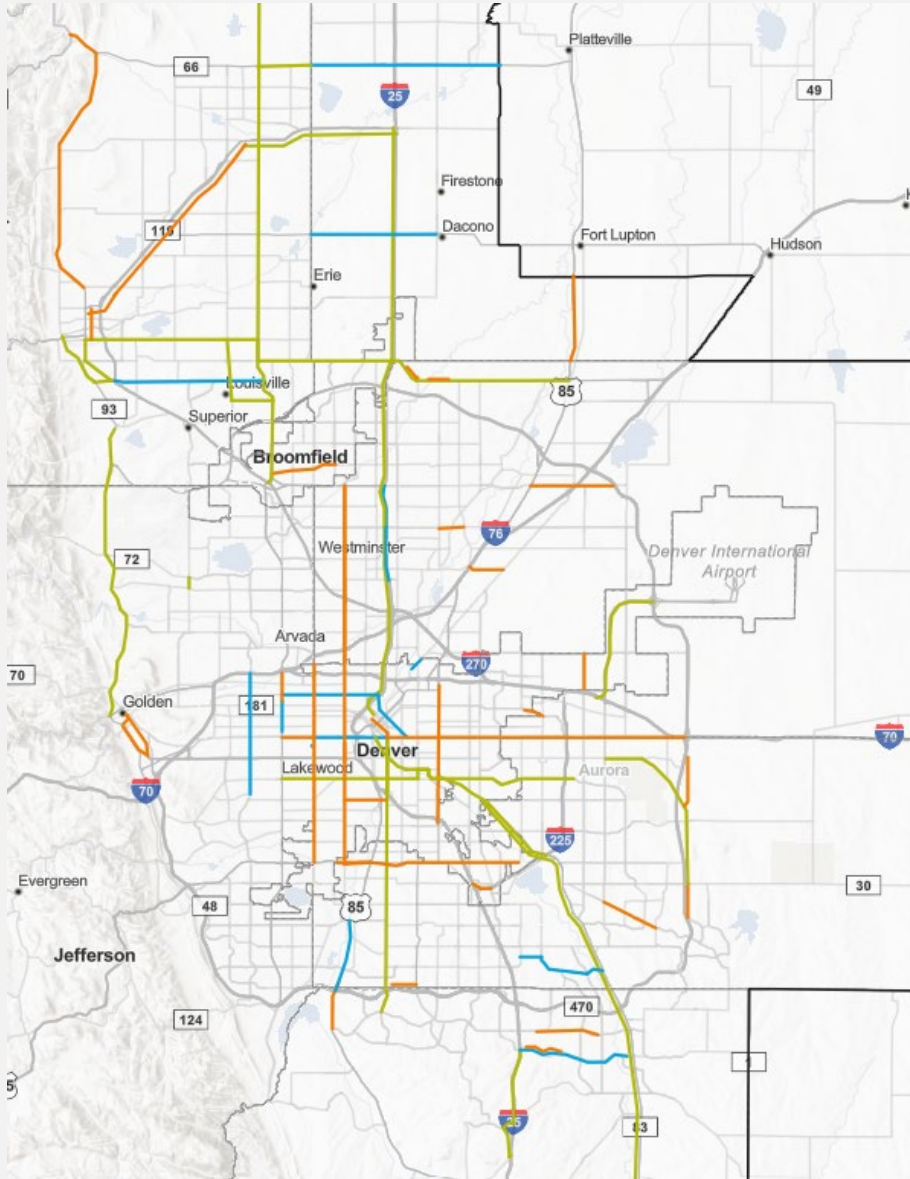 Platteville
66
25
49
Firestone
119
Dacono
Fort Lupton
Hudson
Erie
Louisville
85
93
Superior
Broomfield
76
Westminster
72
Denver International
Airport
Arvada
270
70
Golden
181
70
Denver
Lakewood
Aurora
70
225
Evergreen
30
48
85
Jefferson
470
124
1
25
83